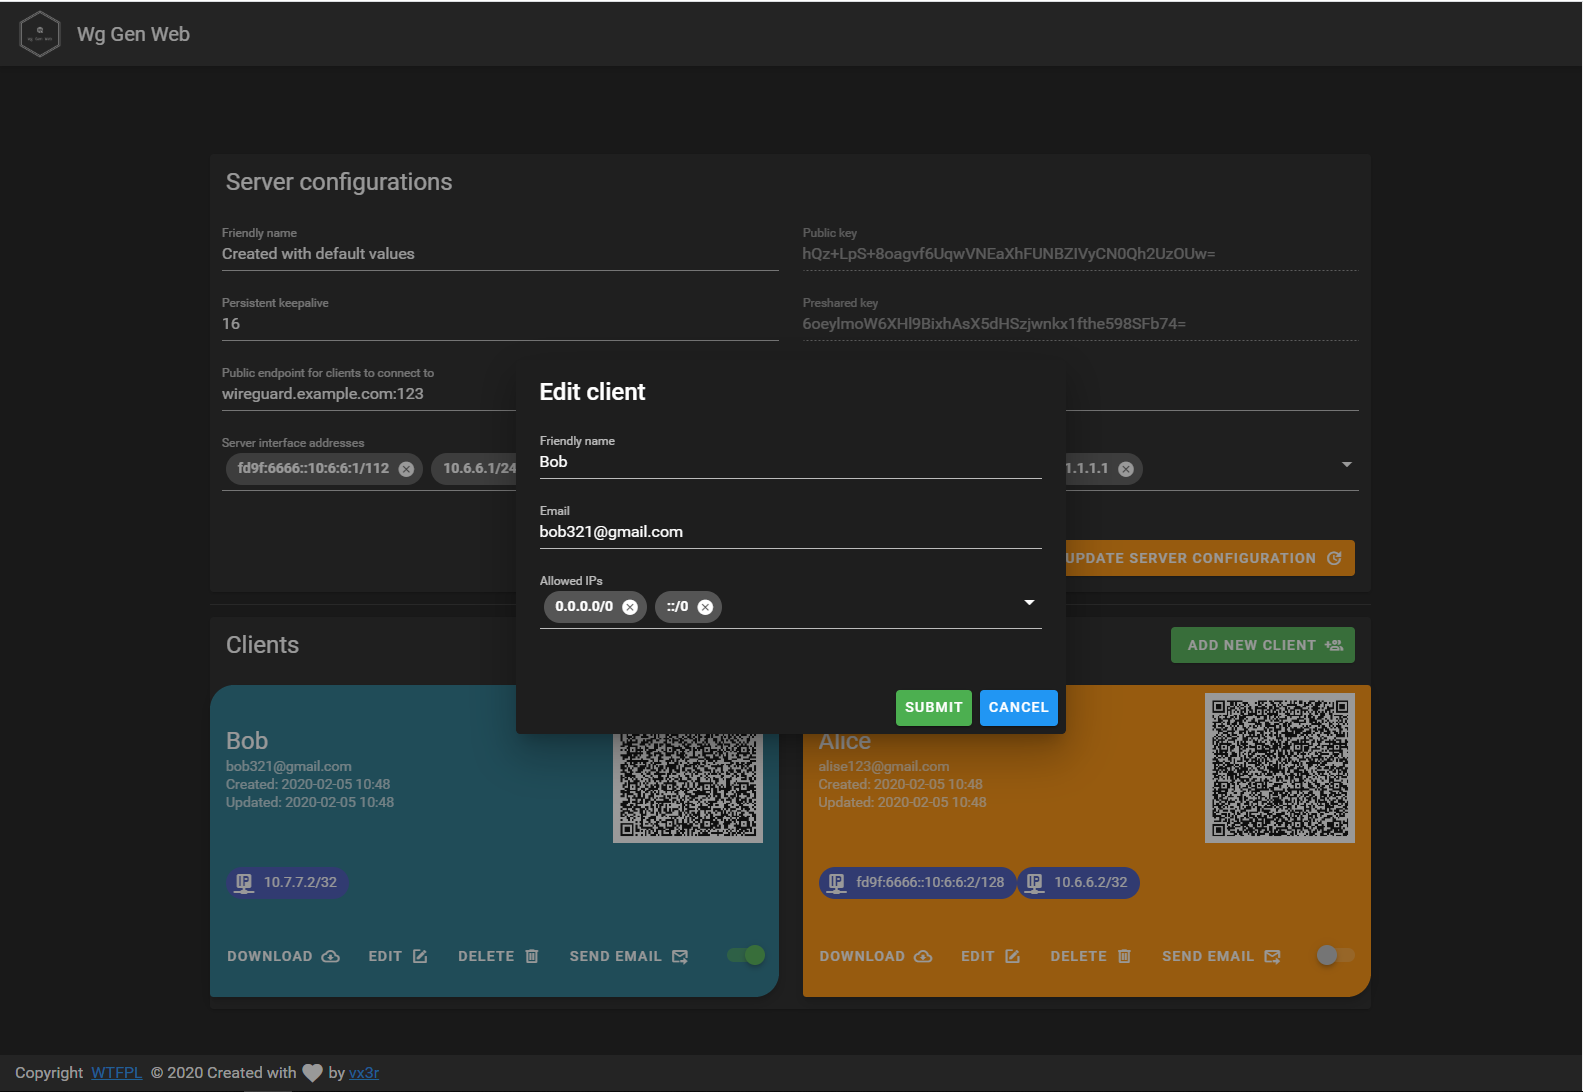 Wg Gen Web
Server configurations
Friendly name
Created with default values
Public key
hQz+LpS+8oagvf6UqwVNEaXhFUNBZIVyCN0Qh2UzOUw=
Persistent keepalive
16
Preshared key
6oeylmoW6XHl9BixhAsX5dHSzjwnkx1fthe598SFb74=
Public endpoint for clients to connect to
wireguard.example.com:123
Server interface addresses
fd9f:6666::10:6:6:1/112
10.6.6.1/24
1.1.1.1
UPDATE SERVER CONFIGURATION
Edit client
Friendly name
Bob
Email
bob321@gmail.com
Allowed IPs
0.0.0.0/0
::/0
SUBMIT
CANCEL
Clients
ADD NEW CLIENT
Bob
bob321@gmail.com
Created: 2020-02-05 10:48
Updated: 2020-02-05 10:48
IP 10.7.7.2/32
DOWNLOAD
EDIT
DELETE
SEND EMAIL
Alice
alise123@gmail.com
Created: 2020-02-05 10:48
Updated: 2020-02-05 10:48
IP fd9f:6666::10:6:6:2/128
IP 10.6.6.2/32
DOWNLOAD
EDIT
DELETE
SEND EMAIL
Copyright WTFPL © 2020 Created with by vx3r